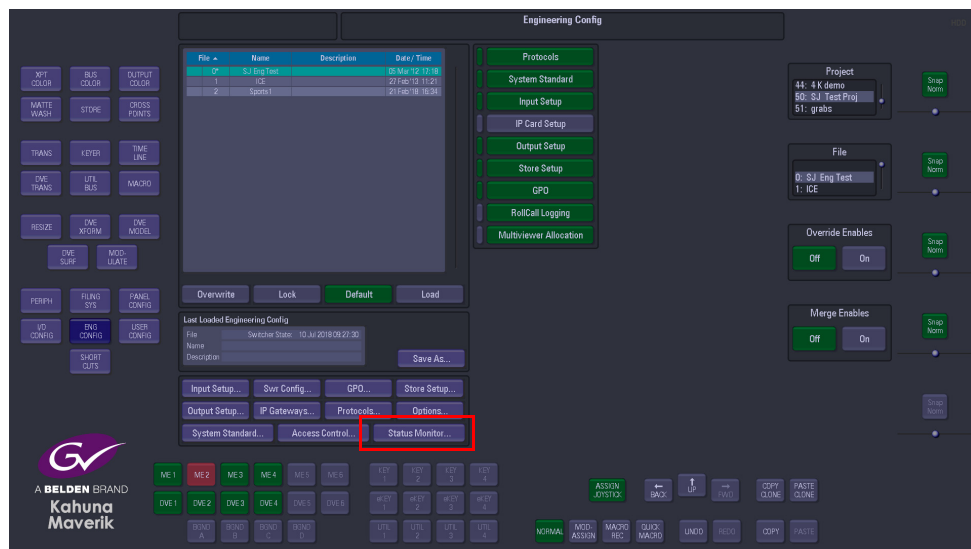 Engineering Config
File Name Description Date / Time
0* SJ Eng Test 05 Mar '12 17:18
1 ICE 27 Feb '13 11:21
2 Sports1 21 Feb '18 16:34
Overwrite Lock Default Load
Last Loaded Engineering Config
File Switcher State: 10 Jul 2018 09:27:30
Name
Description
Save As...
Input Setup... Swr Config... GPO... Store Setup...
Output Setup... IP Gateways... Protocols... Options...
System Standard... Access Control... Status Monitor...
Protocols
System Standard
Input Setup
IP Card Setup
Output Setup
Store Setup
GPO
RollCall Logging
Multiviewer Allocation
XPT COLOR
BUS COLOR
OUTPUT COLOR
MATTE WASH
STORE
CROSS POINTS
TRANS
KEYER
TIME LINE
DVE TRANS
UTIL BUS
MACRO
RESIZE
DVE XFORM
DVE MODEL
DVE SURF
MOD- ULATE
PERIPH
FILING SYS
PANEL CONFIG
I/O CONFIG
ENG CONFIG
USER CONFIG
SHORT CUTS
Project
44: 4K demo
50: SJ Test Proj
51: grabs
Snap Norm
File
0: SJ Eng Test
1: ICE
Snap Norm
Override Enables
Off On
Snap Norm
Merge Enables
Off On
Snap Norm
Snap Norm
GV
A BELDEN BRAND
Kahuna
Maverik
ME 1 ME 2 ME 3 ME 4 ME 5 ME 6
DVE 1 DVE 2 DVE 3 DVE 4 DVE 5 DVE 6
BGND A BGND B BGND C BGND D
KEY 1 KEY 2 KEY 3 KEY 4
eKEY 1 eKEY 2 eKEY 3 eKEY 4
UTIL 1 UTIL 2 UTIL 3 UTIL 4
ASSIGN JOYSTICK BACK UP FWD COPY CLONE PASTE CLONE
NORMAL MOD- ASSIGN MACRO REC QUICK MACRO UNDO REDO COPY PASTE